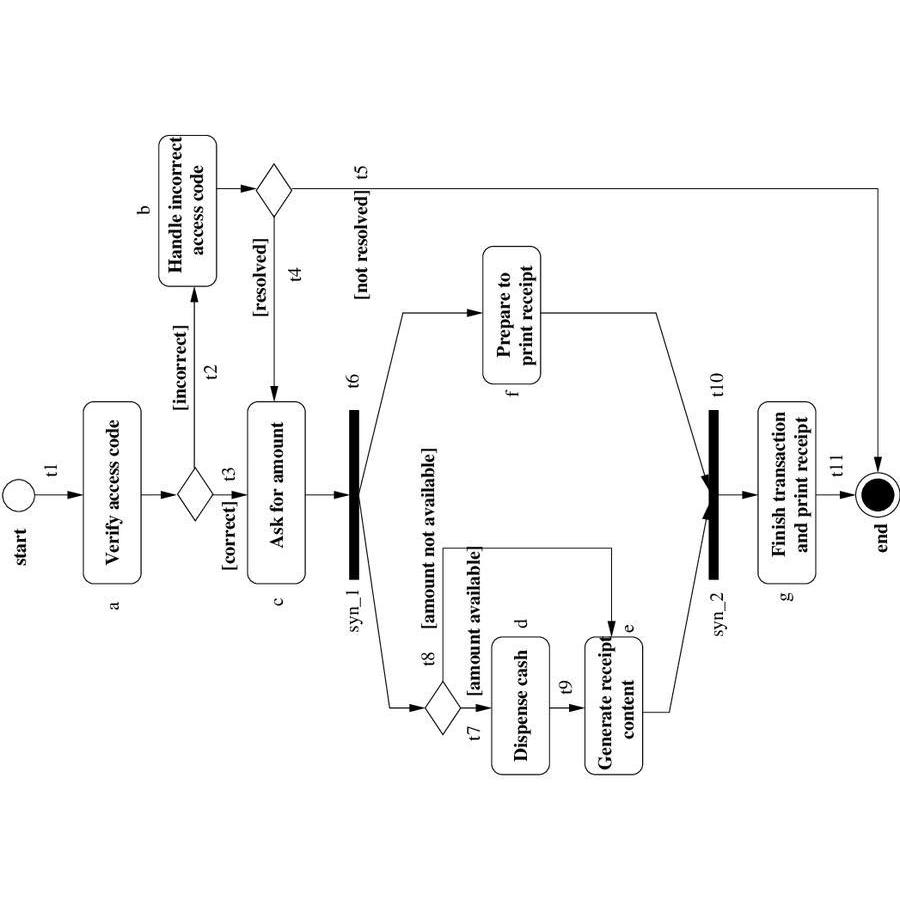 start
t1
Verify access code
a
[incorrect]
t2
Handle incorrect
access code
b
[correct]
t3
[resolved]
t4
[not resolved]
t5
Ask for amount
c
syn_1
t6
[amount not available]
t8
[amount available]
t7
Dispense cash
d
t9
Generate receipt
content
e
Prepare to
print receipt
f
syn_2
t10
Finish transaction
and print receipt
g
t11
end